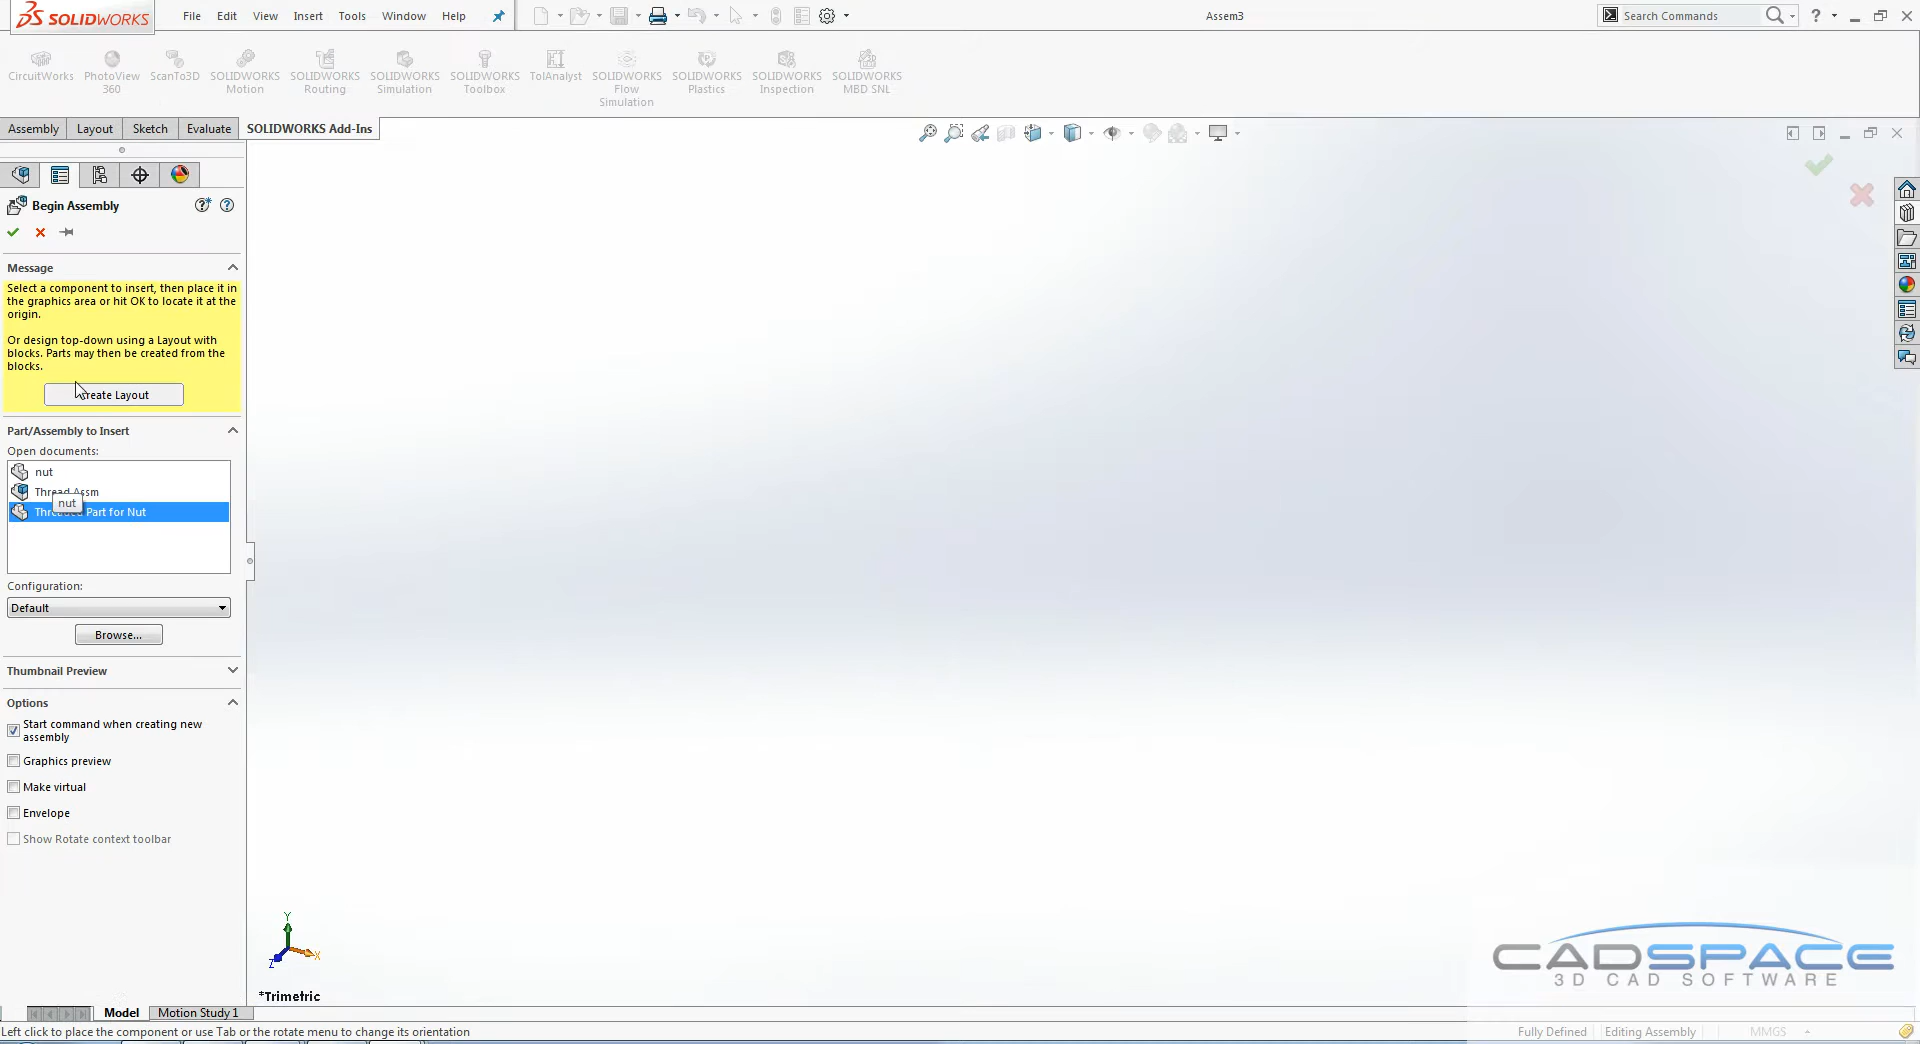 SOLIDWORKS
File Edit View Insert Tools Window Help
Assem3
Search Commands
CircuitWorks
PhotoView
360
ScanTo3D
SOLIDWORKS
Motion
SOLIDWORKS
Routing
SOLIDWORKS
Simulation
SOLIDWORKS
Toolbox
TolAnalyst
SOLIDWORKS
Flow
Simulation
SOLIDWORKS
Plastics
SOLIDWORKS
Inspection
SOLIDWORKS
MBD SNL
Assembly Layout Sketch Evaluate SOLIDWORKS Add-Ins
Begin Assembly
Message
Select a component to insert, then place it in
the graphics area or hit OK to locate it at the
origin.
Or design top-down using a Layout with
blocks. Parts may then be created from the
blocks.
reate Layout
Part/Assembly to Insert
Open documents:
nut
Thread Assm
nut
Threaded Part for Nut
Configuration:
Default
Browse...
Thumbnail Preview
Options
Start command when creating new
assembly
Graphics preview
Make virtual
Envelope
Show Rotate context toolbar
Y
X
Z
*Trimetric
CADSPACE
3D CAD SOFTWARE
Model Motion Study 1
Left click to place the component or use Tab or the rotate menu to change its orientation
Fully Defined Editing Assembly MMGS